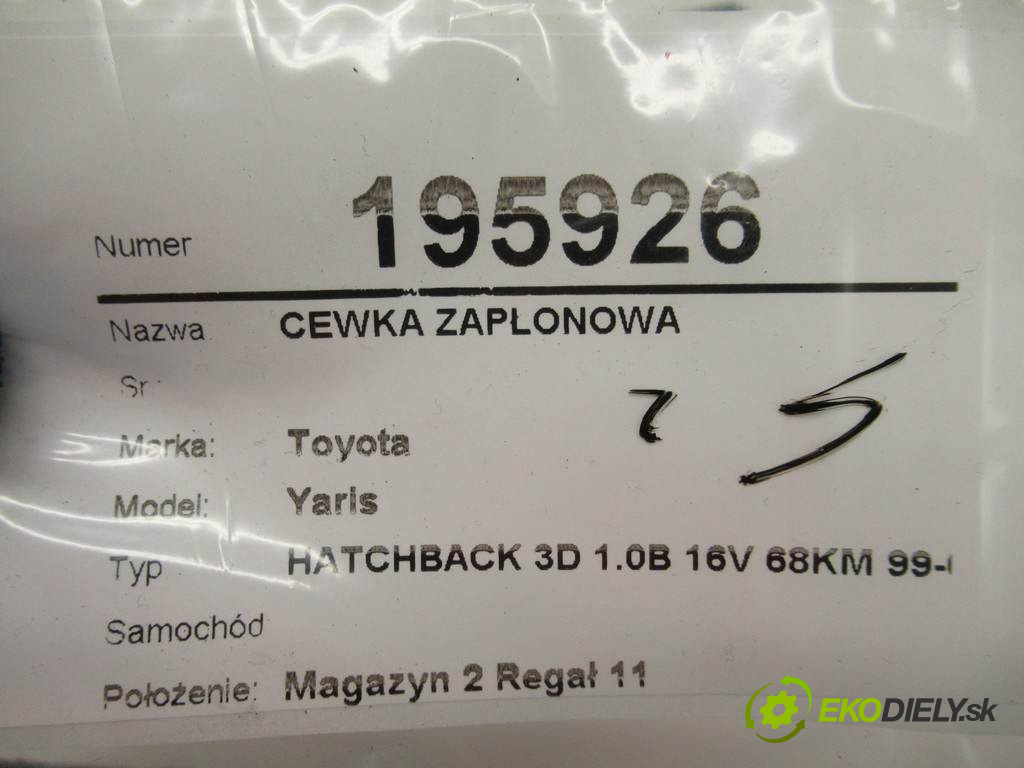 Numer 195926
Nazwa CEWKA ZAPŁONOWA
Sr :
Marka: Toyota
Model: Yaris
Typ HATCHBACK 3D 1.0B 16V 68KM 99-
Samochód
Położenie: Magazyn 2 Regał 11
EKODIELY.sk